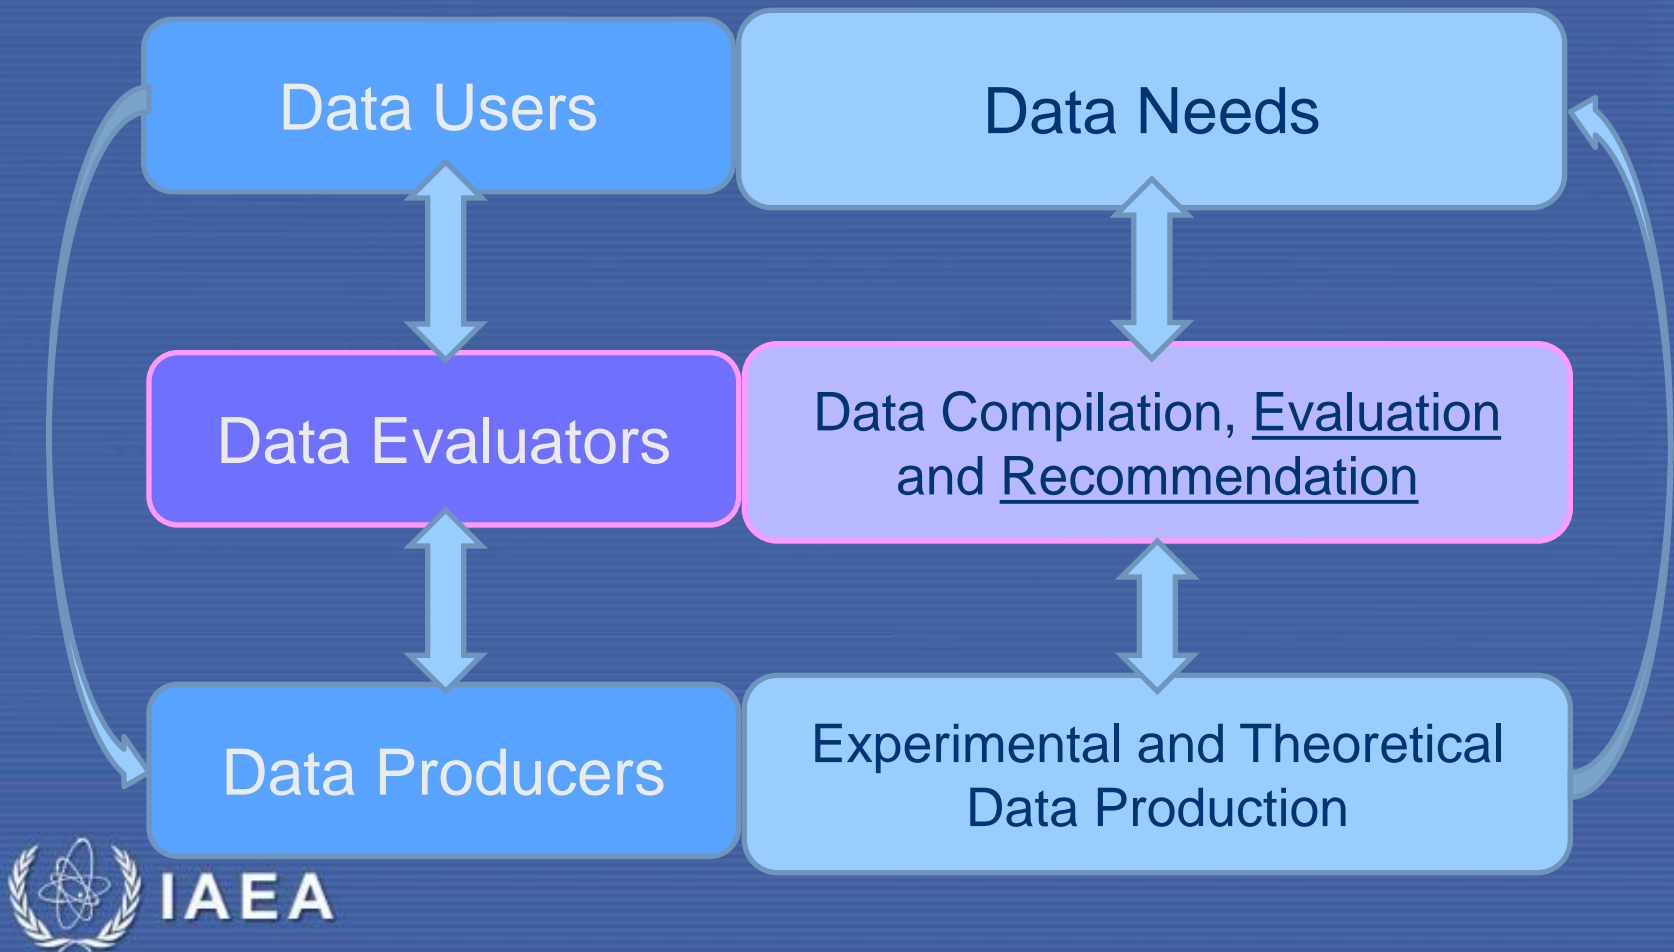 Data Users
Data Needs
Data Evaluators
Data Compilation, Evaluation
and Recommendation
Data Producers
Experimental and Theoretical
Data Production
IAEA